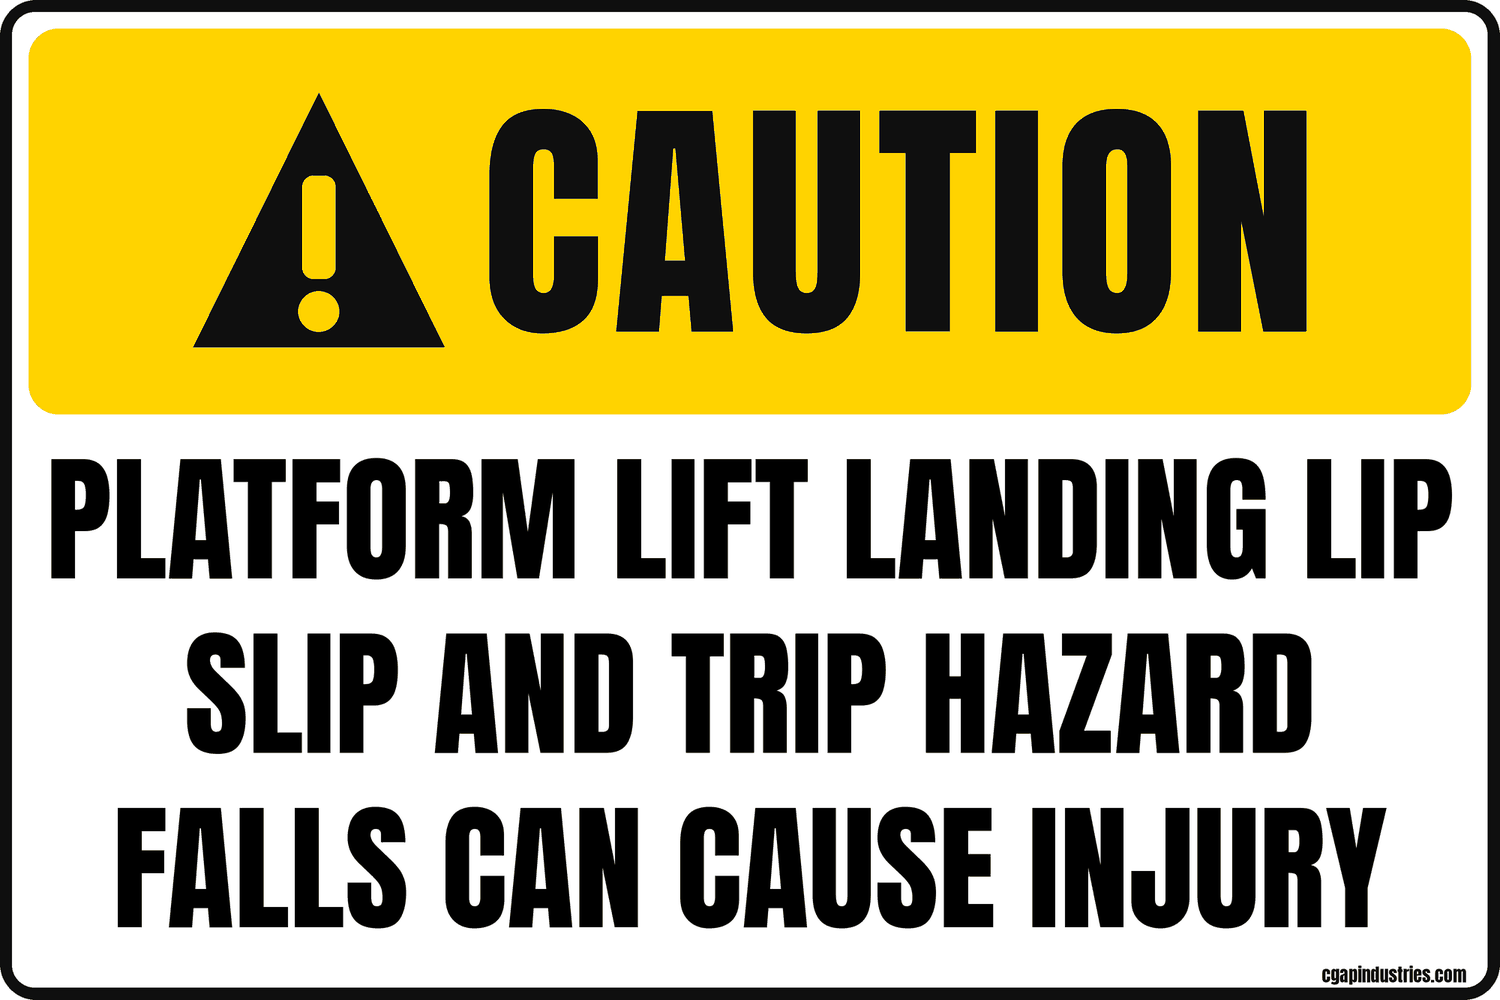 CAUTION
PLATFORM LIFT LANDING LIP
SLIP AND TRIP HAZARD
FALLS CAN CAUSE INJURY
cgapindustries.com